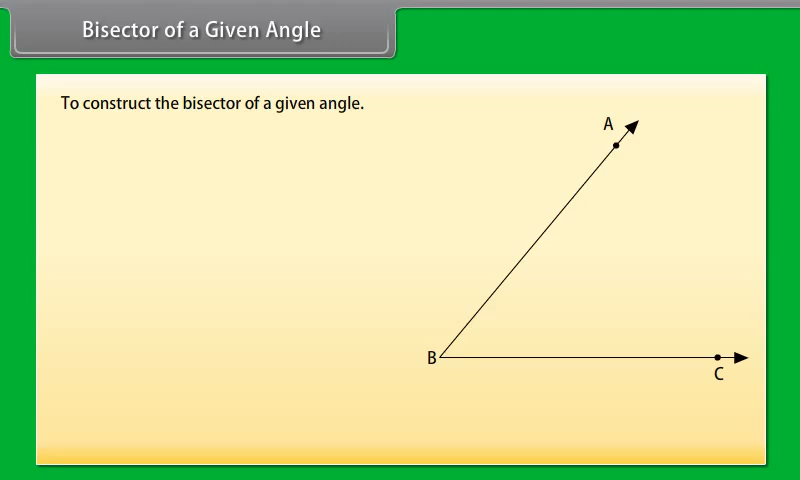 Bisector of a Given Angle
To construct the bisector of a given angle.
A
B
C